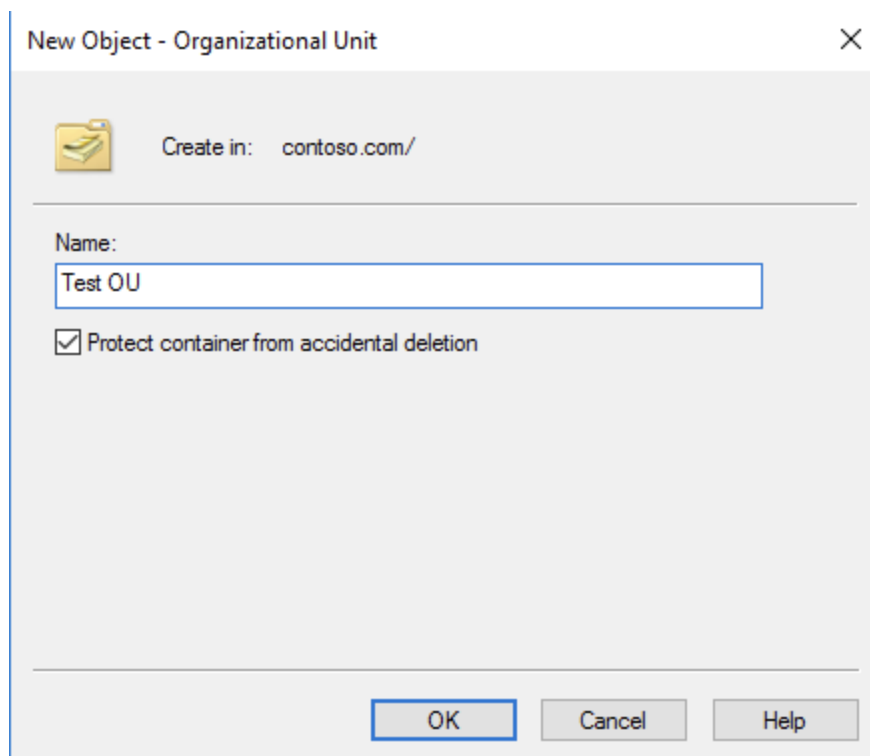 New Object - Organizational Unit
Create in: contoso.com/
Name:
Test OU
Protect container from accidental deletion
OK Cancel Help